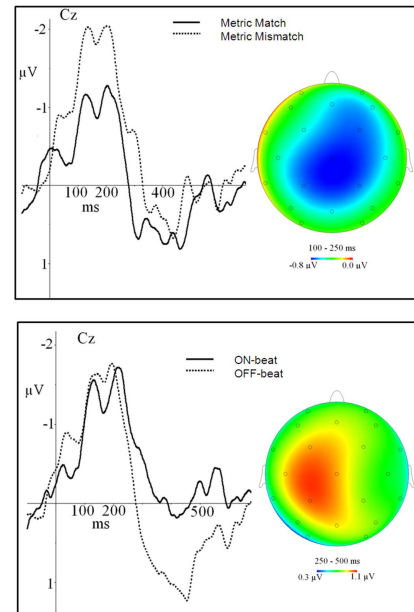 Cz
Metric Match
Metric Mismatch
-2
µV
-1
100 200 400
ms
1
100 - 250 ms
-0.8 µV 0.0 µV
Cz
ON-beat
OFF-beat
-2
µV
-1
100 200 500
ms
1
250 - 500 ms
0.3 µV 1.1 µV